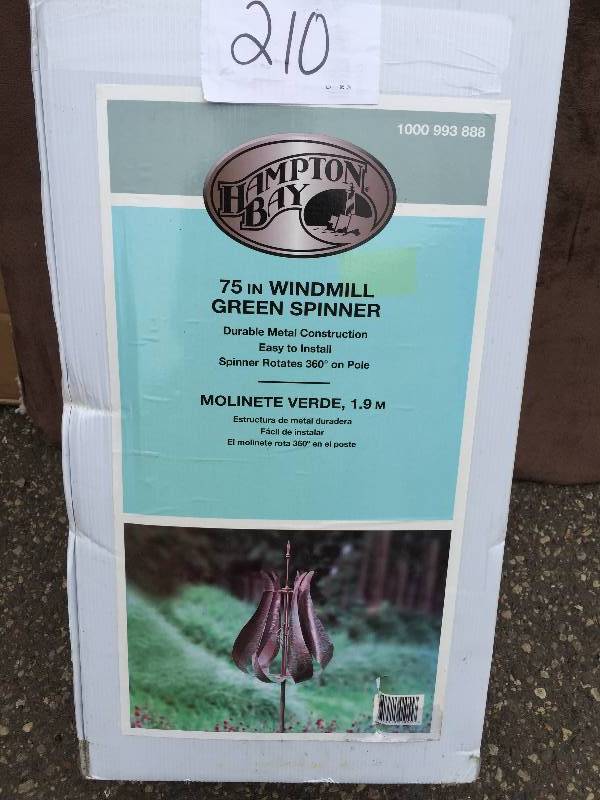 210
1000 993 888
HAMPTON
BAY
75 IN WINDMILL
GREEN SPINNER
Durable Metal Construction
Easy to Install
Spinner Rotates 360° on Pole
MOLINETE VERDE, 1.9 M
Estructura de metal duradera
Fácil de instalar
El molinete rota 360° en el poste